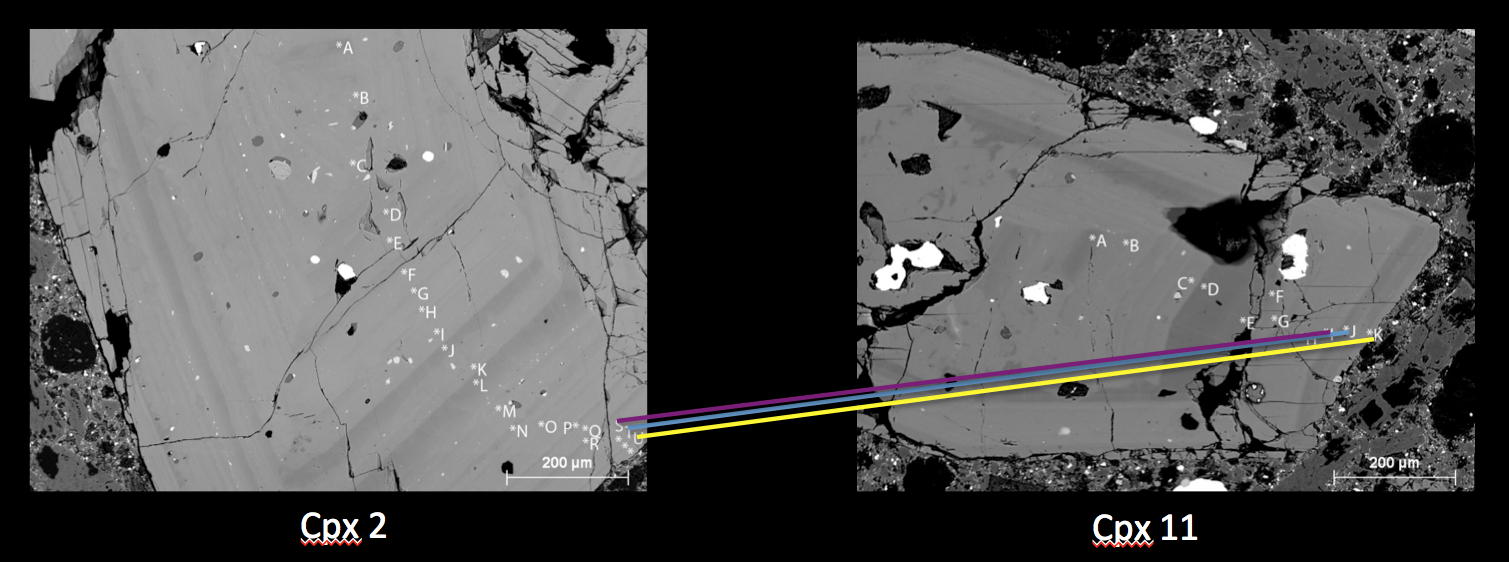 *A
*B
*C
*D
*E
*F
*G
*H
*I
*J
*K
*L
*M
*N
*O P*
*Q
*R
S
U
200 µm
Cpx 2
*A
*B
C*
*D
*E
*F
*G
*J
*K
200 µm
Cpx 11